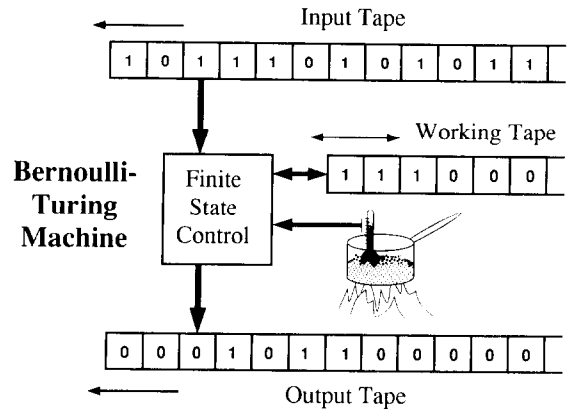 Input Tape
1 0 1 1 1 0 1 0 1 0 1 1
Working Tape
1 1 1 0 0 0
Bernoulli-
Turing
Machine
Finite
State
Control
0 0 0 1 0 1 1 0 0 0 0 0
Output Tape